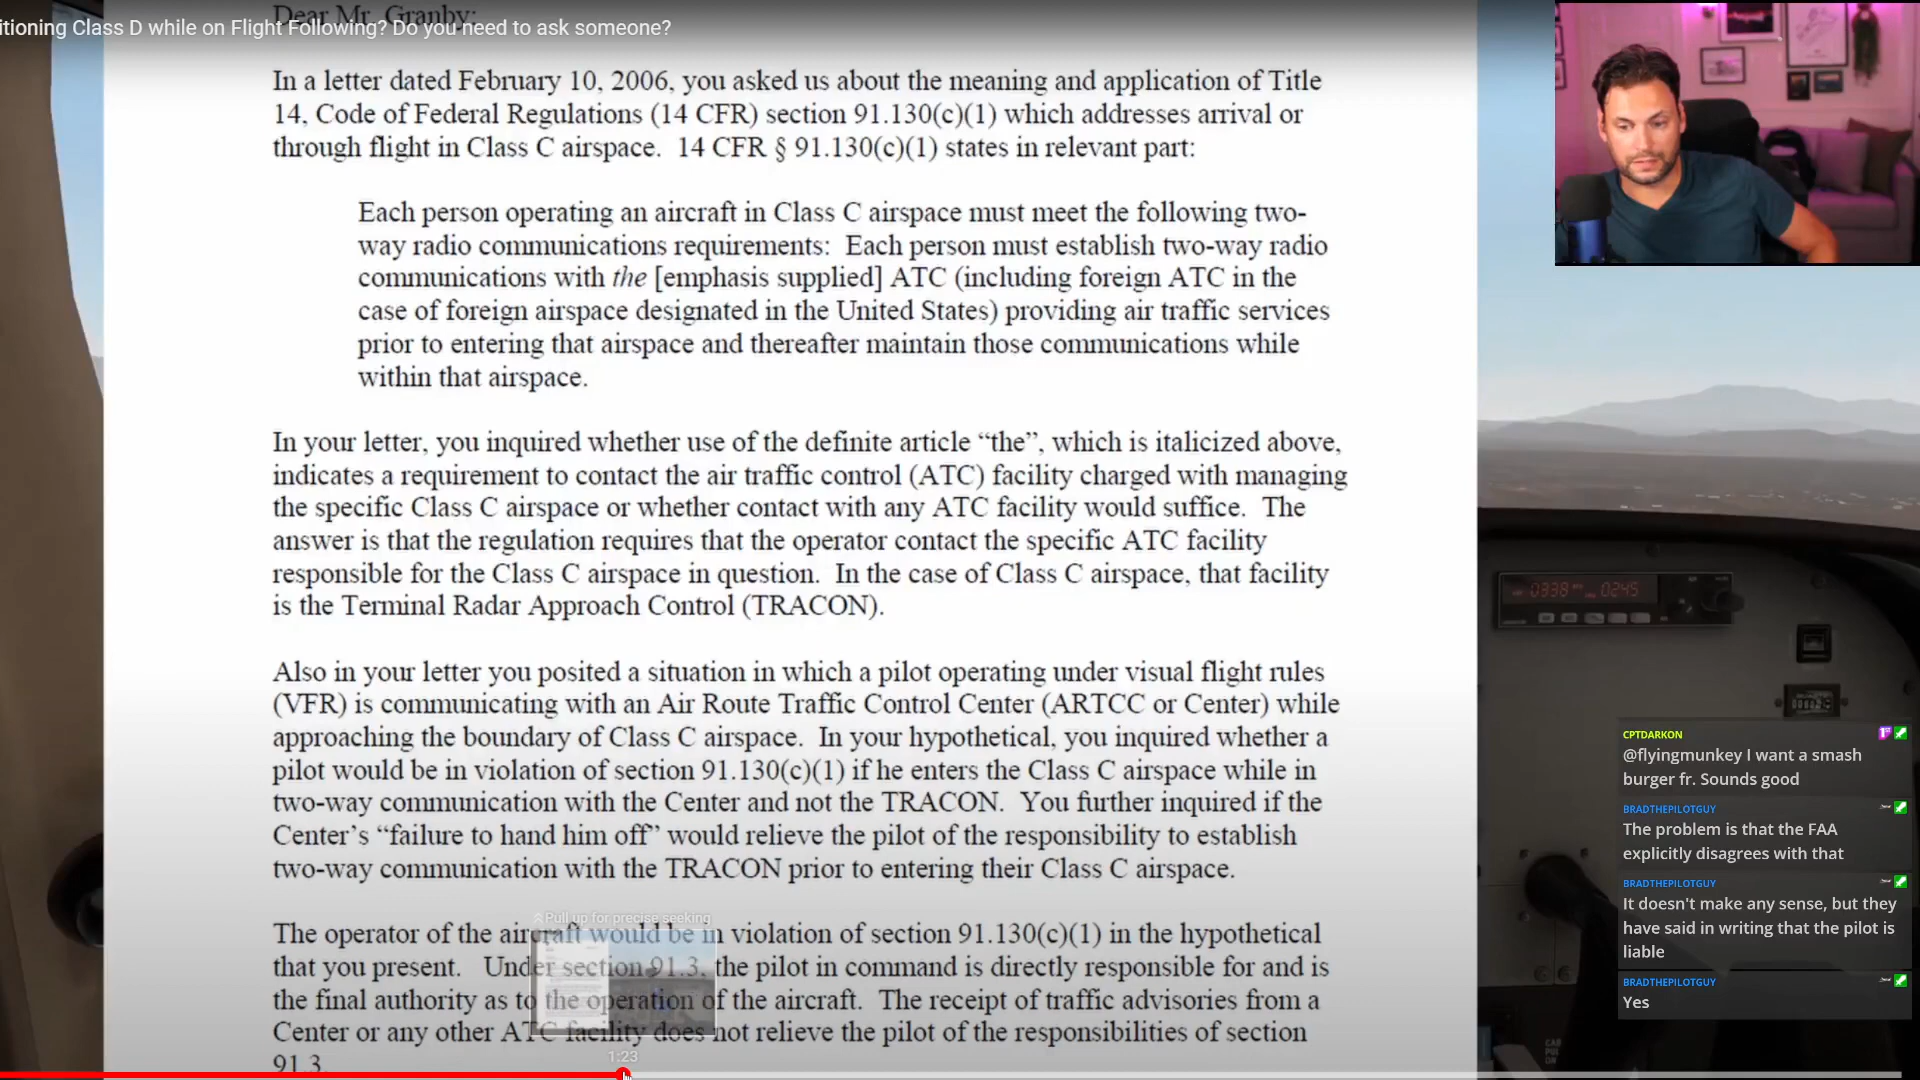 Dear Mr. Granby:
itioning Class D while on Flight Following? Do you need to ask someone?
In a letter dated February 10, 2006, you asked us about the meaning and application of Title
14, Code of Federal Regulations (14 CFR) section 91.130(c)(1) which addresses arrival or
through flight in Class C airspace.  14 CFR § 91.130(c)(1) states in relevant part:
Each person operating an aircraft in Class C airspace must meet the following two-
way radio communications requirements:  Each person must establish two-way radio
communications with the [emphasis supplied] ATC (including foreign ATC in the
case of foreign airspace designated in the United States) providing air traffic services
prior to entering that airspace and thereafter maintain those communications while
within that airspace.
In your letter, you inquired whether use of the definite article “the”, which is italicized above,
indicates a requirement to contact the air traffic control (ATC) facility charged with managing
the specific Class C airspace or whether contact with any ATC facility would suffice.  The
answer is that the regulation requires that the operator contact the specific ATC facility
responsible for the Class C airspace in question.  In the case of Class C airspace, that facility
is the Terminal Radar Approach Control (TRACON).
Also in your letter you posited a situation in which a pilot operating under visual flight rules
(VFR) is communicating with an Air Route Traffic Control Center (ARTCC or Center) while
approaching the boundary of Class C airspace.  In your hypothetical, you inquired whether a
pilot would be in violation of section 91.130(c)(1) if he enters the Class C airspace while in
two-way communication with the Center and not the TRACON.  You further inquired if the
Center’s “failure to hand him off” would relieve the pilot of the responsibility to establish
two-way communication with the TRACON prior to entering their Class C airspace.
Pull up for precise seeking
The operator of the aircraft would be in violation of section 91.130(c)(1) in the hypothetical
that you present.   Under section 91.3, the pilot in command is directly responsible for and is
the final authority as to the operation of the aircraft.  The receipt of traffic advisories from a
Center or any other ATC facility does not relieve the pilot of the responsibilities of section
91.3.
1:23
0338
0245
CPTDARKON
@flyingmunkey I want a smash
burger fr. Sounds good
BRADTHEPILOTGUY
The problem is that the FAA
explicitly disagrees with that
BRADTHEPILOTGUY
It doesn't make any sense, but they
have said in writing that the pilot is
liable
BRADTHEPILOTGUY
Yes